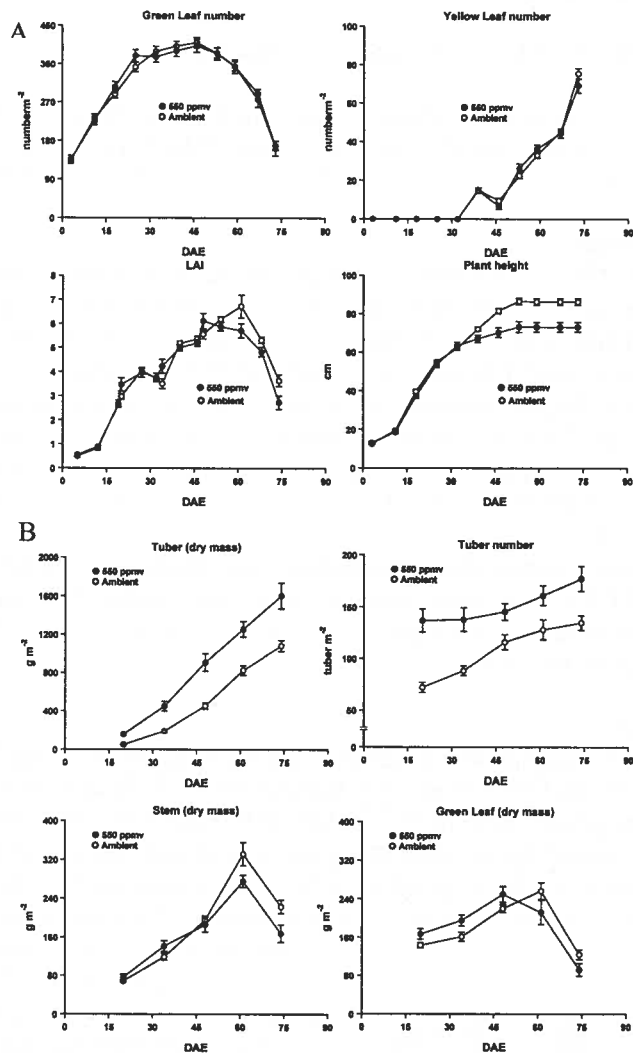 A
Green Leaf number
450
360
270
180
90
0
numberm⁻²
550 ppmv
Ambient
0 15 30 45 60 75 90
DAE
Yellow Leaf number
100
80
60
40
20
0
numberm⁻²
550 ppmv
Ambient
0 15 30 45 60 75 90
DAE
LAI
8
7
6
5
4
3
2
1
0
550 ppmv
Ambient
0 15 30 45 60 75 90
DAE
Plant height
100
80
60
40
20
0
cm
550 ppmv
Ambient
0 15 30 45 60 75 90
DAE
B
Tuber (dry mass)
2000
1600
1200
800
400
0
g m⁻²
550 ppmv
Ambient
0 15 30 45 60 75 90
DAE
Tuber number
200
150
100
50
0
tuber m⁻²
550 ppmv
Ambient
0 15 30 45 60 75 90
DAE
Stem (dry mass)
400
320
240
160
80
0
g m⁻²
550 ppmv
Ambient
0 15 30 45 60 75 90
DAE
Green Leaf (dry mass)
400
320
240
160
80
0
g m⁻²
550 ppmv
Ambient
0 15 30 45 60 75 90
DAE